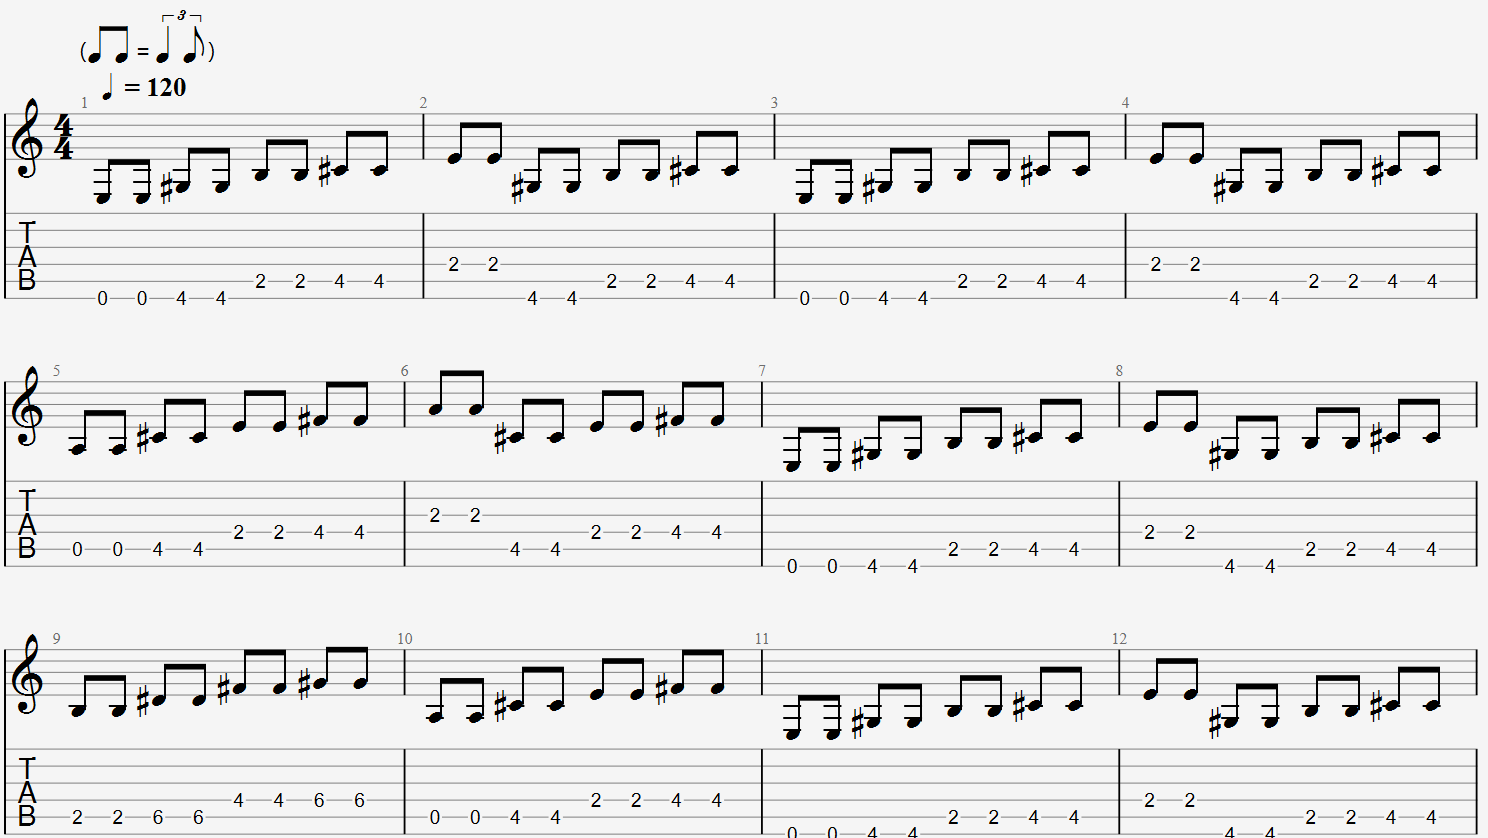 3
( = )
= 120
1 2 3 4
4
4
T
A 2 2 2 2
B 2 2 4 4 2 2 4 4 2 2 4 4 2 2 4 4
0 0 4 4 4 4 0 0 4 4 4 4
5 6 7 8
T
2 2
A 2 2 4 4 2 2 4 4 2 2
B 0 0 4 4 4 4 2 2 4 4 2 2 4 4
0 0 4 4 4 4
9 10 11 12
T
A 4 4 6 6 2 2 4 4 2 2
B 2 2 6 6 0 0 4 4 2 2 4 4 2 2 4 4
0 0 4 4 4 4